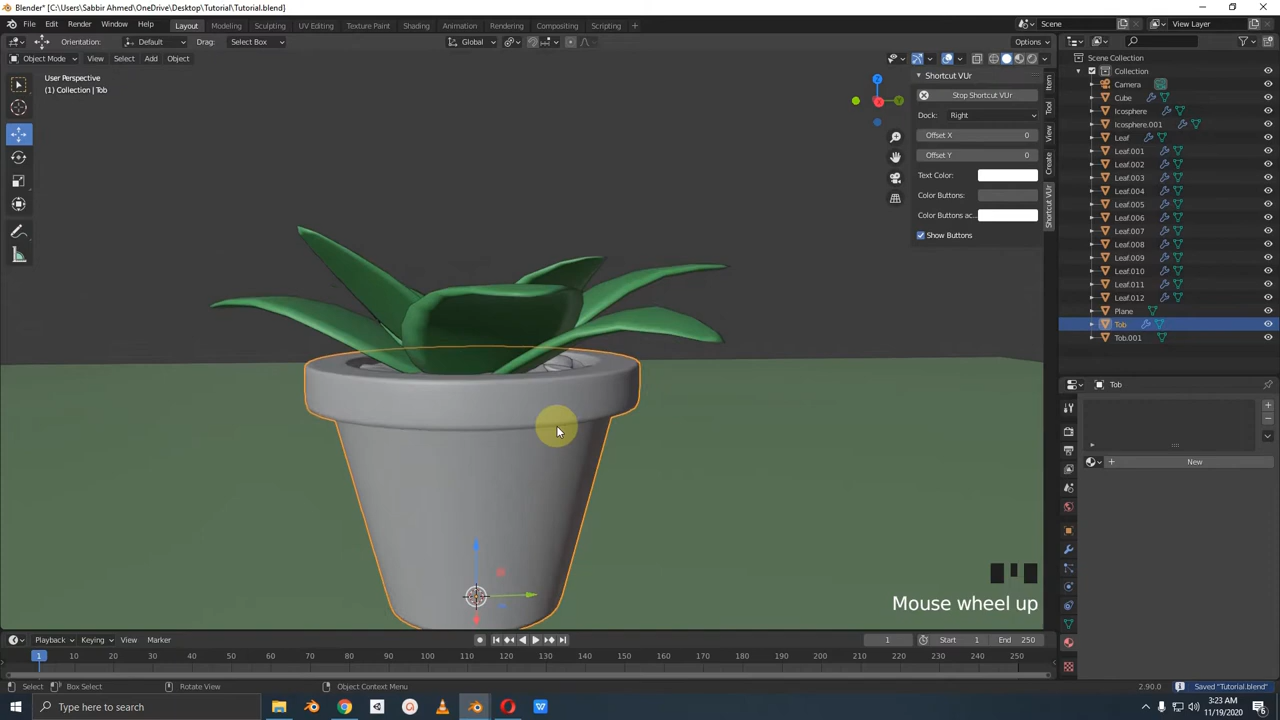 Blender* [C:\Users\Sabbir Ahmed\OneDrive\Desktop\Tutorial\Tutorial.blend]
File Edit Render Window Help Layout Modeling Sculpting UV Editing Texture Paint Shading Animation Rendering Compositing Scripting + Scene View Layer
Orientation: Default Drag: Select Box Global Options
Object Mode View Select Add Object
User Perspective
(1) Collection | Tob
Shortcut VUr
Stop Shortcut VUr
Dock: Right
Offset X 0
Offset Y 0
Text Color:
Color Buttons:
Color Buttons ac...
Show Buttons
Item
Tool
View
Create
Shortcut VUr
Z
Y
X
Scene Collection
Collection
Camera
Cube
Icosphere
Icosphere.001
Leaf
Leaf.001
Leaf.002
Leaf.003
Leaf.004
Leaf.005
Leaf.006
Leaf.007
Leaf.008
Leaf.009
Leaf.010
Leaf.011
Leaf.012
Plane
Tob
Tob.001
Tob
New
Mouse wheel up
Playback Keying View Marker 1 Start 1 End 250
1 10 20 30 40 50 60 70 80 90 100 110 120 130 140 150 160 170 180 190 200 210 220 230 240 250
Select Box Select Rotate View Object Context Menu 2.90.0 Saved "Tutorial.blend"
Type here to search
3:23 AM
11/19/2020